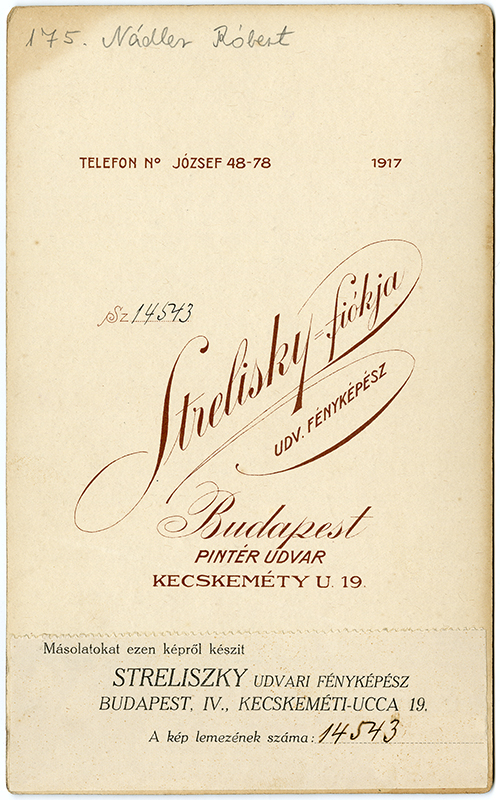 175. Nádler Róbert
TELEFON Nº JÓZSEF 48-78 1917
Sz 14543
Strelisky=fiókja
UDV. FÉNYKÉPÉSZ
Budapest
PINTÉR UDVAR
KECSKEMÉTY U. 19.
Másolatokat ezen képről készit
STRELISZKY UDVARI FÉNYKÉPÉSZ
BUDAPEST, IV., KECSKEMÉTI-UCCA 19.
A kép lemezének száma: 14543